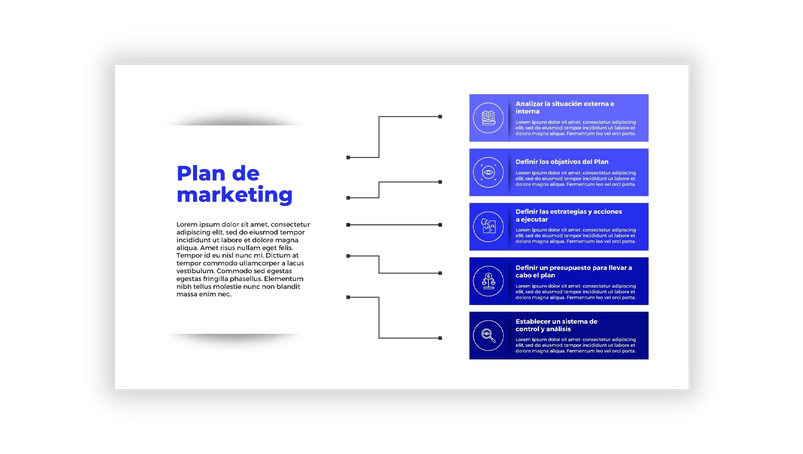 Plan de
marketing
Lorem ipsum dolor sit amet, consectetur
adipiscing elit, sed do eiusmod tempor
incididunt ut labore et dolore magna
aliqua. Amet risus nullam eget felis.
Tempor id eu nisl nunc mi. Dictum at
tempor commodo ullamcorper a lacus
vestibulum. Commodo sed egestas
egestas fringilla phasellus. Elementum
nibh tellus molestie nunc non blandit
massa enim nec.
Analizar la situación externa e
interna
Lorem ipsum dolor sit amet, consectetur adipiscing
elit, sed do eiusmod tempor incididunt ut labore et
dolore magna aliqua. Fermentum leo vel orci porta.
Definir los objetivos del Plan
Lorem ipsum dolor sit amet, consectetur adipiscing
elit, sed do eiusmod tempor incididunt ut labore et
dolore magna aliqua. Fermentum leo vel orci porta.
Definir las estrategias y acciones
a ejecutar
Lorem ipsum dolor sit amet, consectetur adipiscing
elit, sed do eiusmod tempor incididunt ut labore et
dolore magna aliqua. Fermentum leo vel orci porta.
Definir un presupuesto para llevar a
cabo el plan
Lorem ipsum dolor sit amet, consectetur adipiscing
elit, sed do eiusmod tempor incididunt ut labore et
dolore magna aliqua. Fermentum leo vel orci porta.
Establecer un sistema de
control y análisis
Lorem ipsum dolor sit amet, consectetur adipiscing
elit, sed do eiusmod tempor incididunt ut labore et
dolore magna aliqua. Fermentum leo vel orci porta.